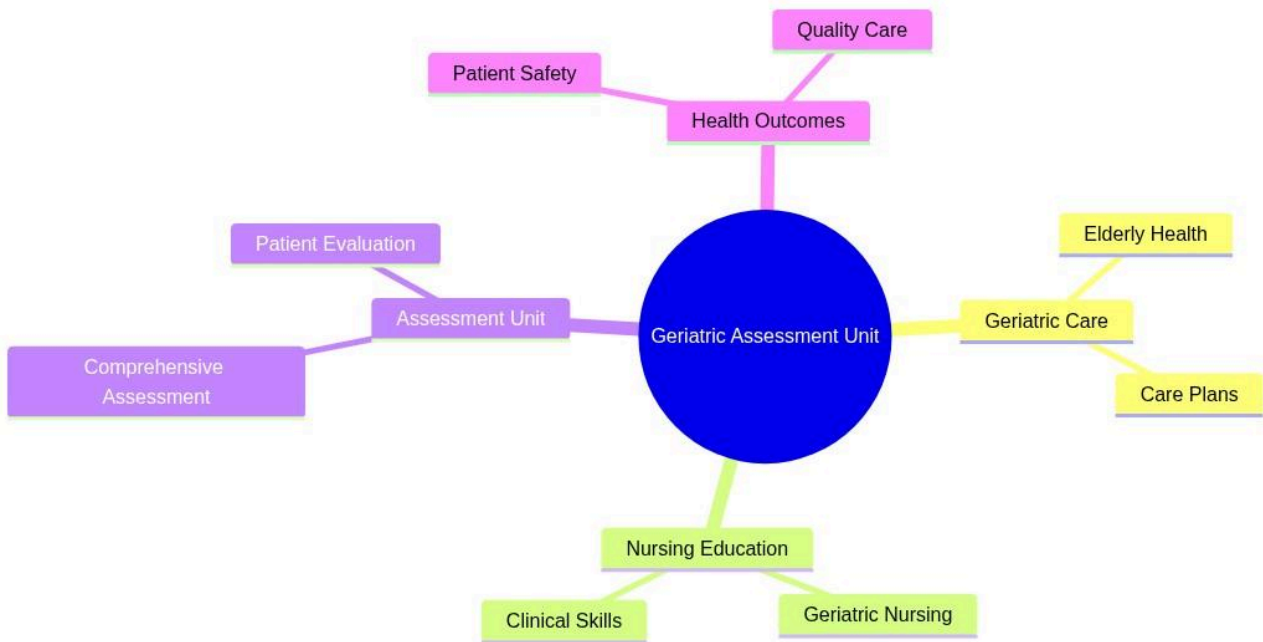 Quality Care
Patient Safety
Health Outcomes
Elderly Health
Patient Evaluation
Geriatric Care
Assessment Unit
Geriatric Assessment Unit
Comprehensive
Assessment
Care Plans
Nursing Education
Geriatric Nursing
Clinical Skills